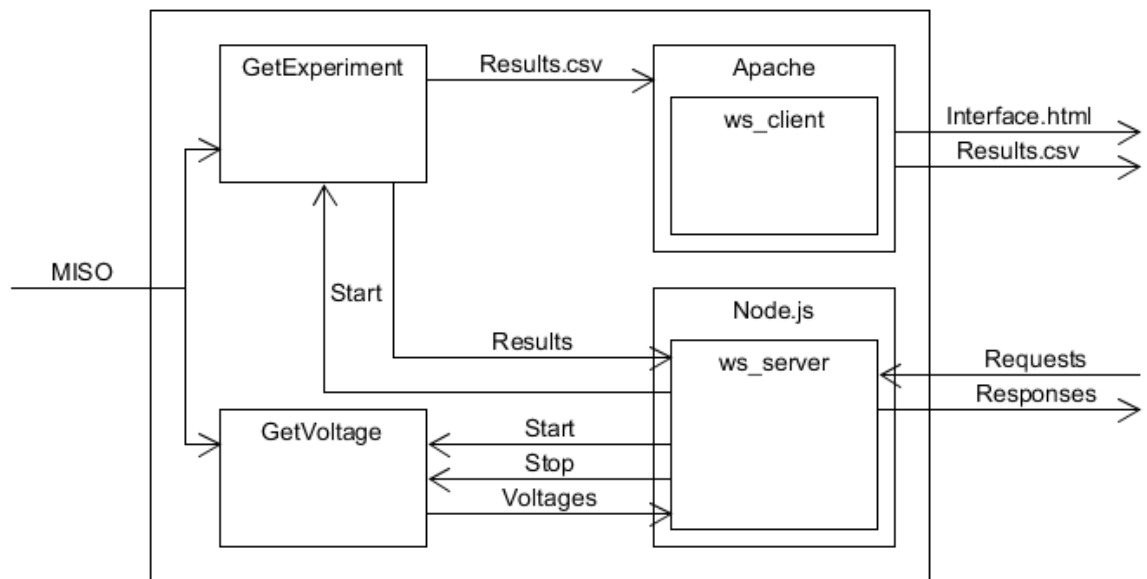 GetExperiment
Results.csv
Apache
ws_client
Interface.html
Results.csv
MISO
Start
Node.js
Results
ws_server
Requests
Responses
GetVoltage
Start
Stop
Voltages